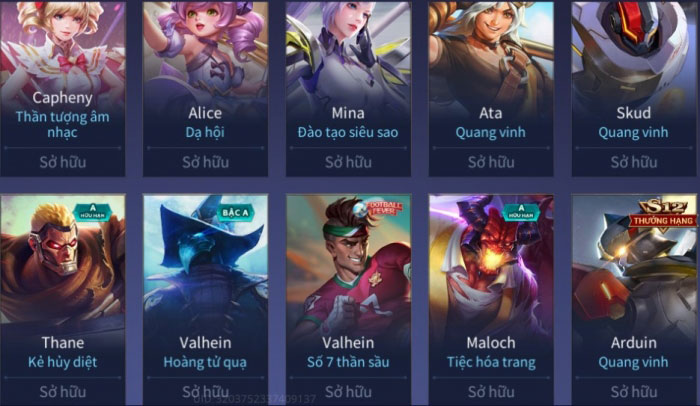 Capheny
Thần tượng âm
nhạc
Sở hữu
Alice
Dạ hội
Sở hữu
Mina
Đào tạo siêu sao
Sở hữu
Ata
Quang vinh
Sở hữu
Skud
Quang vinh
Sở hữu
A
HỮU HẠN
Thane
Kẻ hủy diệt
Sở hữu
BẬC A
Valhein
Hoàng tử quạ
Sở hữu
FOOTBALL
FEVER
Valhein
Số 7 thần sầu
Sở hữu
A
HỮU HẠN
Maloch
Tiệc hóa trang
Sở hữu
S12
THƯỞNG HẠNG
Arduin
Quang vinh
Sở hữu
UID: 3203752337409137